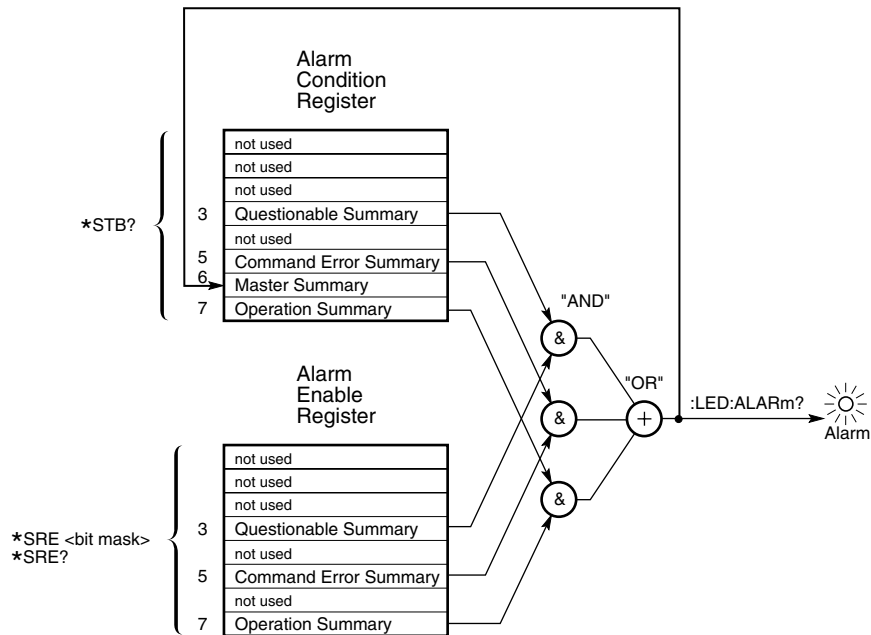 Alarm
Condition
Register
*STB?
not used
not used
not used
3 Questionable Summary
not used
5 Command Error Summary
6 Master Summary
7 Operation Summary
"AND"
&
"OR"
&
+
:LED:ALARm?
Alarm
&
Alarm
Enable
Register
*SRE <bit mask>
*SRE?
not used
not used
not used
3 Questionable Summary
not used
5 Command Error Summary
not used
7 Operation Summary